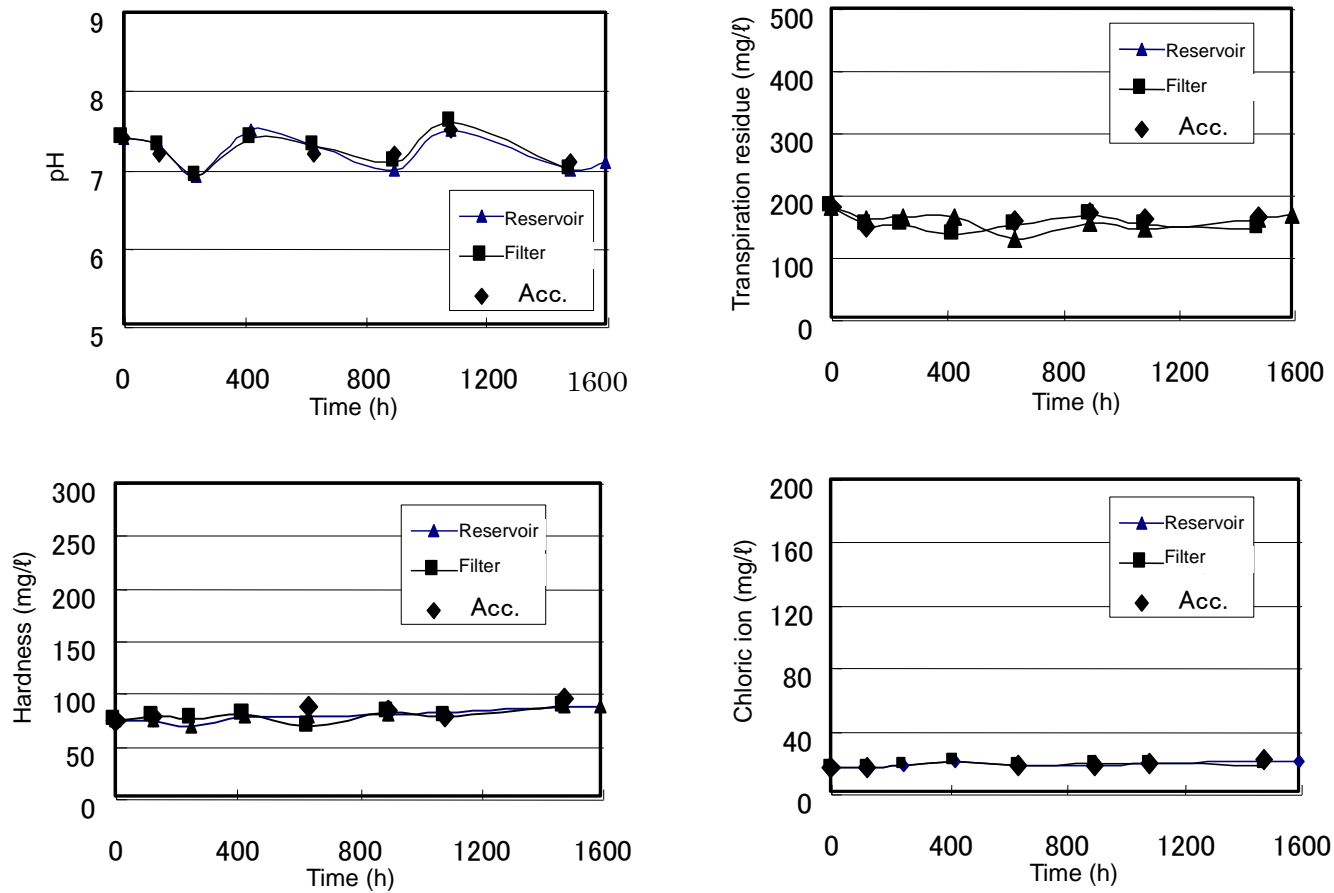 9
8
7
6
5
pH
0 400 800 1200 1600
Time (h)
Reservoir
Filter
Acc.
500
400
300
200
100
0
Transpiration residue (mg/ℓ)
0 400 800 1200 1600
Time (h)
Reservoir
Filter
Acc.
300
250
200
150
100
50
0
Hardness (mg/ℓ)
0 400 800 1200 1600
Time (h)
Reservoir
Filter
Acc.
200
160
120
80
40
0
Chloric ion (mg/ℓ)
0 400 800 1200 1600
Time (h)
Reservoir
Filter
Acc.